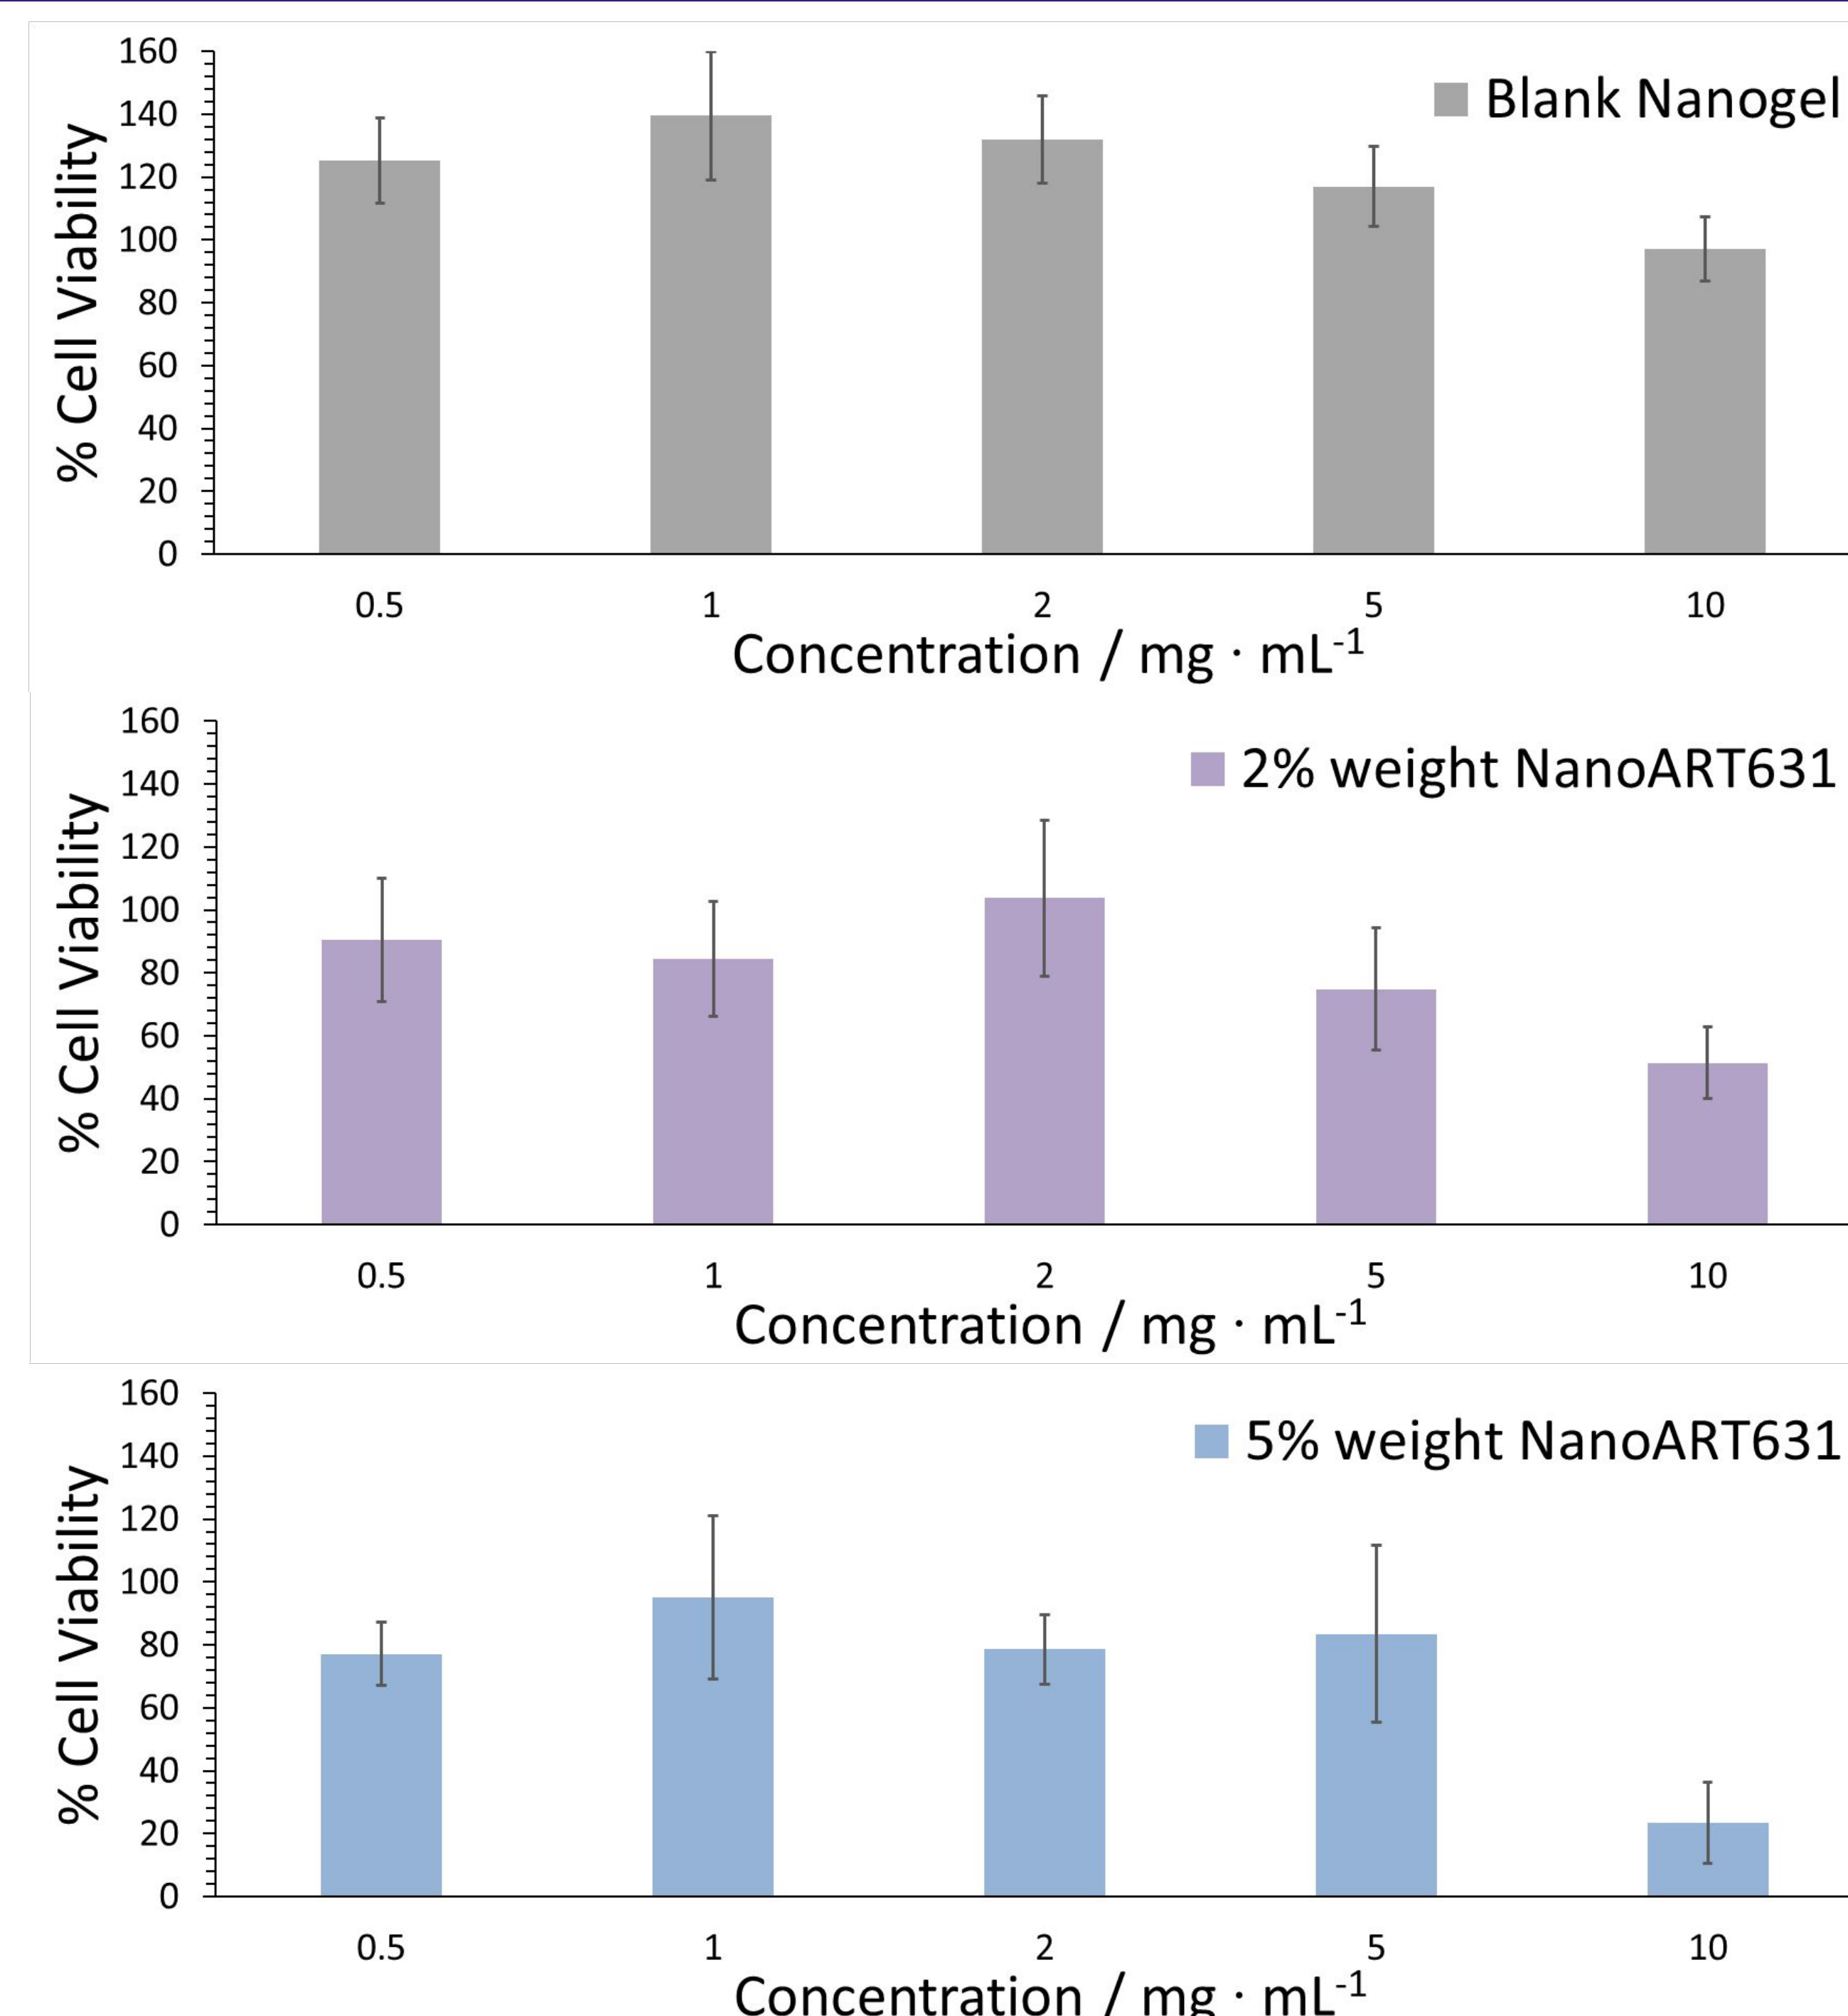 160
140
120
100
80
60
40
20
0
% Cell Viability
Blank Nanogel
0.5 1 2 5 10
Concentration / mg · mL⁻¹
160
140
120
100
80
60
40
20
0
% Cell Viability
2% weight NanoART631
0.5 1 2 5 10
Concentration / mg · mL⁻¹
160
140
120
100
80
60
40
20
0
% Cell Viability
5% weight NanoART631
0.5 1 2 5 10
Concentration / mg · mL⁻¹